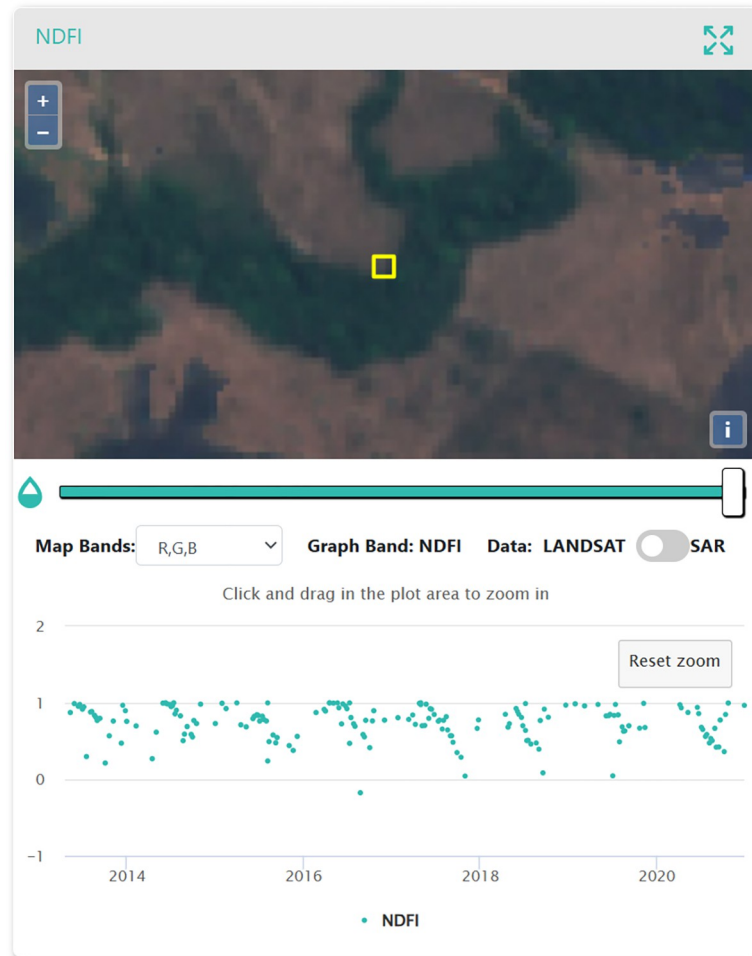 NDFI
+
−
i
Map Bands: R,G,B Graph Band: NDFI Data: LANDSAT SAR
Click and drag in the plot area to zoom in
2
Reset zoom
1
0
−1
2014 2016 2018 2020
NDFI